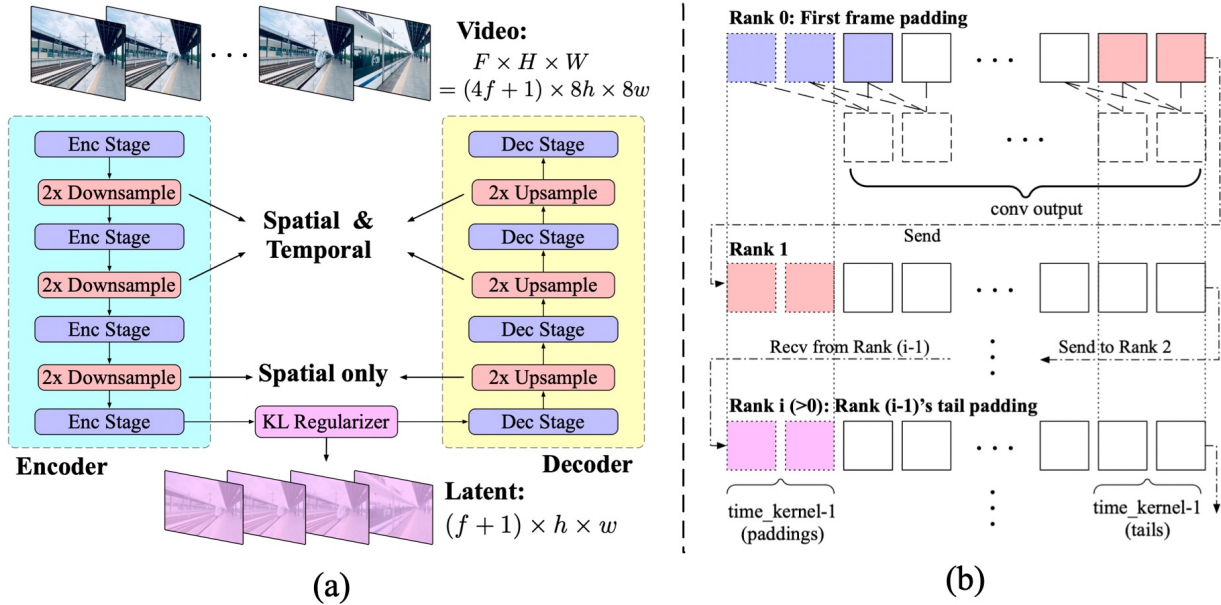 Video:
F × H × W
= (4f + 1) × 8h × 8w
Enc Stage
2x Downsample
Enc Stage
2x Downsample
Enc Stage
2x Downsample
Enc Stage
Encoder
Spatial &
Temporal
Spatial only
KL Regularizer
Dec Stage
2x Upsample
Dec Stage
2x Upsample
Dec Stage
2x Upsample
Dec Stage
Decoder
Latent:
(f + 1) × h × w
(a)
Rank 0: First frame padding
conv output
Send
Rank 1
Recv from Rank (i-1)
Send to Rank 2
Rank i (>0): Rank (i-1)'s tail padding
time_kernel-1
(paddings)
time_kernel-1
(tails)
(b)